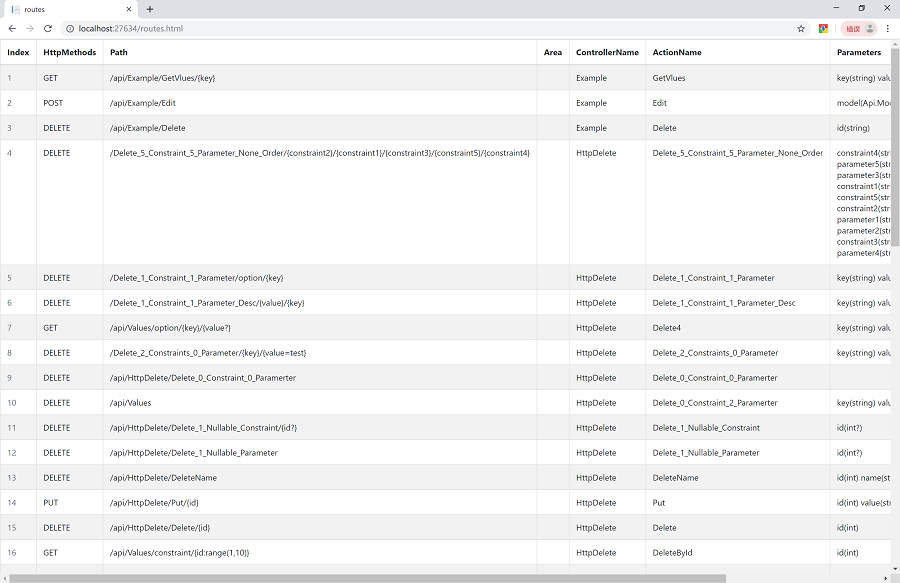 routes
localhost:27634/routes.html
错误
Index HttpMethods Path Area ControllerName ActionName Parameters
1 GET /api/Example/GetVlues/{key} Example GetVlues key(string) valu
2 POST /api/Example/Edit Example Edit model(Api.Mod
3 DELETE /api/Example/Delete Example Delete id(string)
4 DELETE /Delete_5_Constraint_5_Parameter_None_Order/{constraint2}/{constraint1}/{constraint3}/{constraint5}/{constraint4} HttpDelete Delete_5_Constraint_5_Parameter_None_Order constraint4(str
parameter5(str
parameter3(str
constraint1(str
constraint5(str
constraint2(str
parameter1(str
parameter2(str
constraint3(str
parameter4(str
5 DELETE /Delete_1_Constraint_1_Parameter/option/{key} HttpDelete Delete_1_Constraint_1_Parameter key(string) valu
6 DELETE /Delete_1_Constraint_1_Parameter_Desc/{value}/{key} HttpDelete Delete_1_Constraint_1_Parameter_Desc key(string) valu
7 GET /api/Values/option/{key}/{value?} HttpDelete Delete4 key(string) valu
8 DELETE /Delete_2_Constraints_0_Parameter/{key}/{value=test} HttpDelete Delete_2_Constraints_0_Parameter key(string) valu
9 DELETE /api/HttpDelete/Delete_0_Constraint_0_Paramerter HttpDelete Delete_0_Constraint_0_Paramerter
10 DELETE /api/Values HttpDelete Delete_0_Constraint_2_Paramerter key(string) valu
11 DELETE /api/HttpDelete/Delete_1_Nullable_Constraint/{id?} HttpDelete Delete_1_Nullable_Constraint id(int?)
12 DELETE /api/HttpDelete/Delete_1_Nullable_Parameter HttpDelete Delete_1_Nullable_Parameter id(int?)
13 DELETE /api/HttpDelete/DeleteName HttpDelete DeleteName id(int) name(st
14 PUT /api/HttpDelete/Put/{id} HttpDelete Put id(int) value(str
15 DELETE /api/HttpDelete/Delete/{id} HttpDelete Delete id(int)
16 GET /api/Values/constraint/{id:range(1,10)} HttpDelete DeleteById id(int)